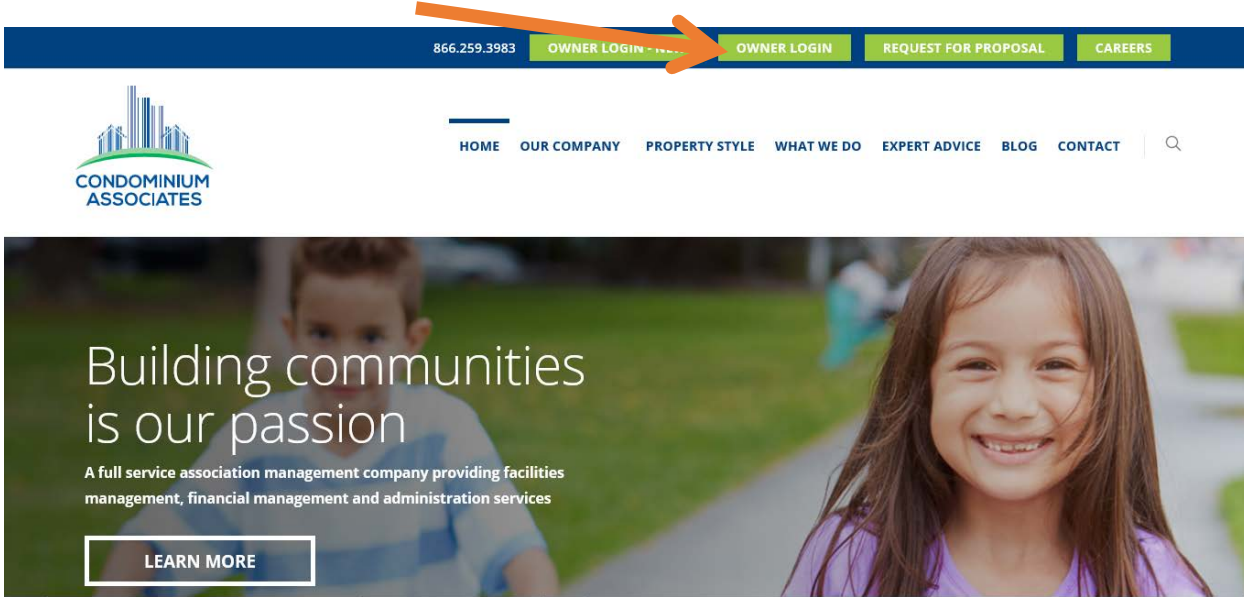 866.259.3983 OWNER LOGIN - OWNER LOGIN REQUEST FOR PROPOSAL CAREERS
CONDOMINIUM
ASSOCIATES
HOME OUR COMPANY PROPERTY STYLE WHAT WE DO EXPERT ADVICE BLOG CONTACT
Building communities
is our passion
A full service association management company providing facilities
management, financial management and administration services
LEARN MORE